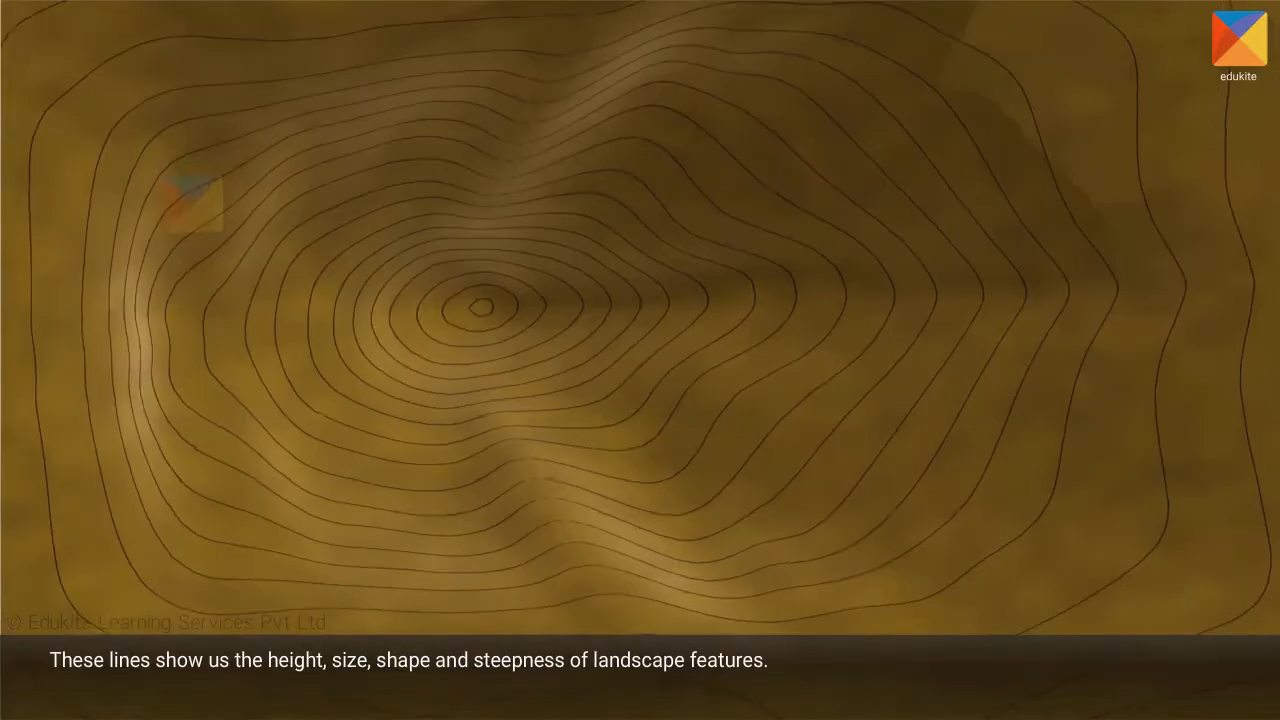 edukite
© Edukite Learning Services Pvt Ltd
These lines show us the height, size, shape and steepness of landscape features.